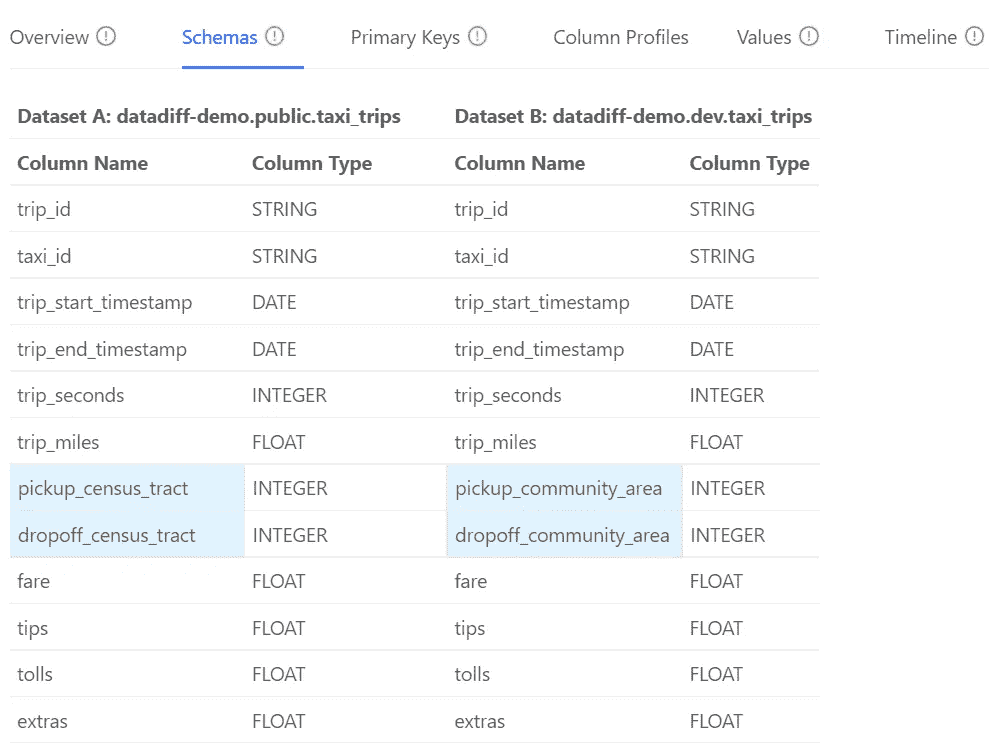 Overview Schemas Primary Keys Column Profiles Values Timeline
Dataset A: datadiff-demo.public.taxi_trips Dataset B: datadiff-demo.dev.taxi_trips
Column Name Column Type Column Name Column Type
trip_id STRING trip_id STRING
taxi_id STRING taxi_id STRING
trip_start_timestamp DATE trip_start_timestamp DATE
trip_end_timestamp DATE trip_end_timestamp DATE
trip_seconds INTEGER trip_seconds INTEGER
trip_miles FLOAT trip_miles FLOAT
pickup_census_tract INTEGER pickup_community_area INTEGER
dropoff_census_tract INTEGER dropoff_community_area INTEGER
fare FLOAT fare FLOAT
tips FLOAT tips FLOAT
tolls FLOAT tolls FLOAT
extras FLOAT extras FLOAT